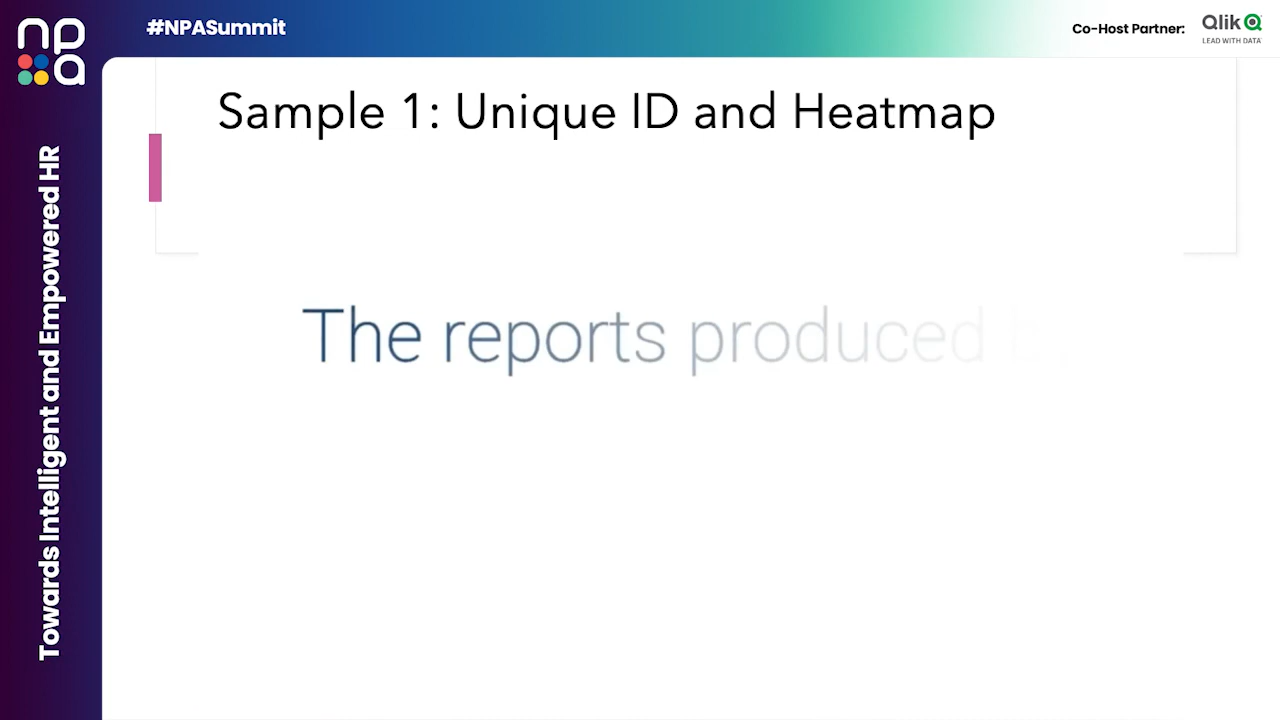 npa
#NPASummit
Co-Host Partner:
Qlik
LEAD WITH DATA
Towards Intelligent and Empowered HR
Sample 1: Unique ID and Heatmap
The reports produced